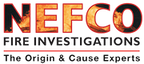 NEFCO
FIRE INVESTIGATIONS
The Origin & Cause Experts